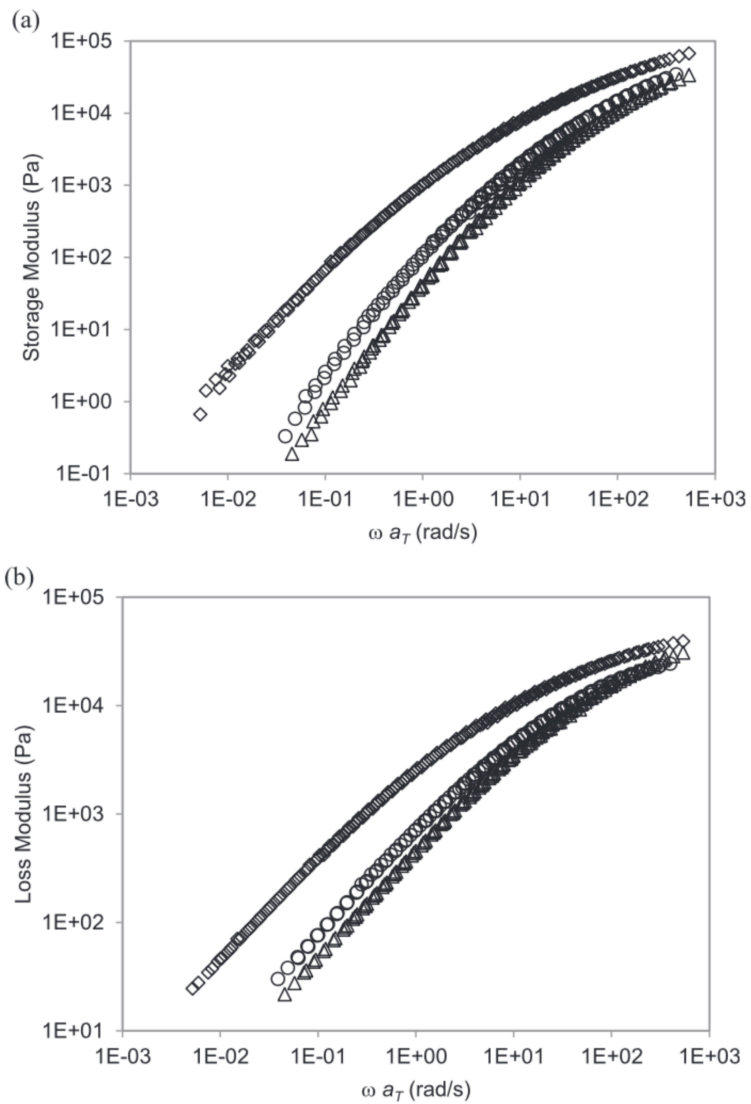 (a)
1E+05
1E+04
1E+03
1E+02
1E+01
1E+00
1E-01
Storage Modulus (Pa)
1E-03 1E-02 1E-01 1E+00 1E+01 1E+02 1E+03
ω aT (rad/s)
(b)
1E+05
1E+04
1E+03
1E+02
1E+01
Loss Modulus (Pa)
1E-03 1E-02 1E-01 1E+00 1E+01 1E+02 1E+03
ω aT (rad/s)